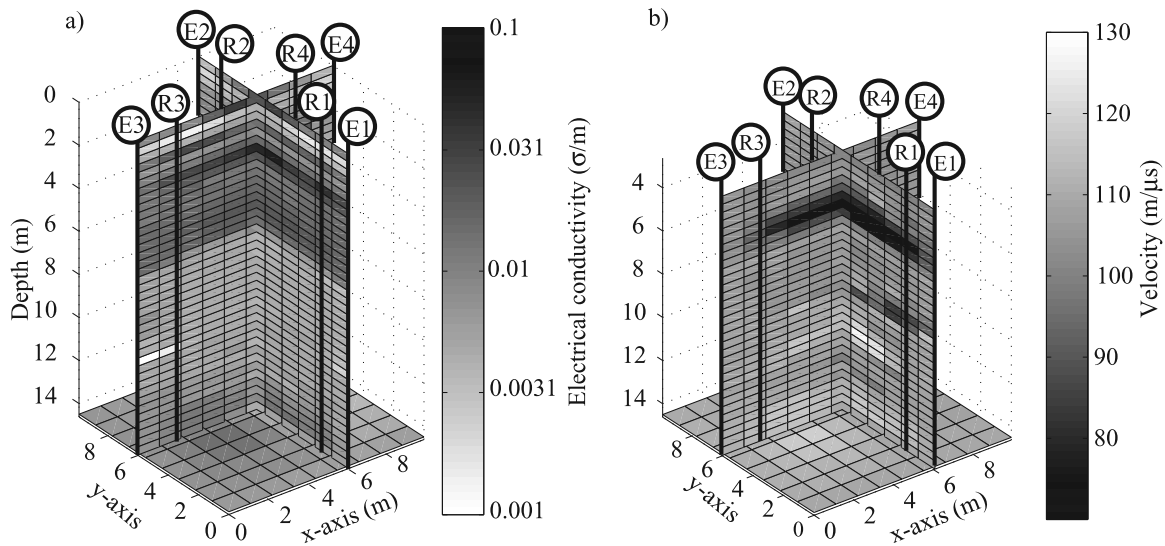 a)
E2
R2
R4
E4
R3
E3
R1
E1
0
2
4
6
8
10
12
14
Depth (m)
8
6
4
2
0
y-axis
0
2
4
6
8
x-axis (m)
0.1
0.031
0.01
0.0031
0.001
Electrical conductivity (σ/m)
b)
E2
R2
R4
E4
R3
E3
R1
E1
4
6
8
10
12
14
8
6
4
2
0
y-axis
0
2
4
6
8
x-axis (m)
130
120
110
100
90
80
Velocity (m/μs)